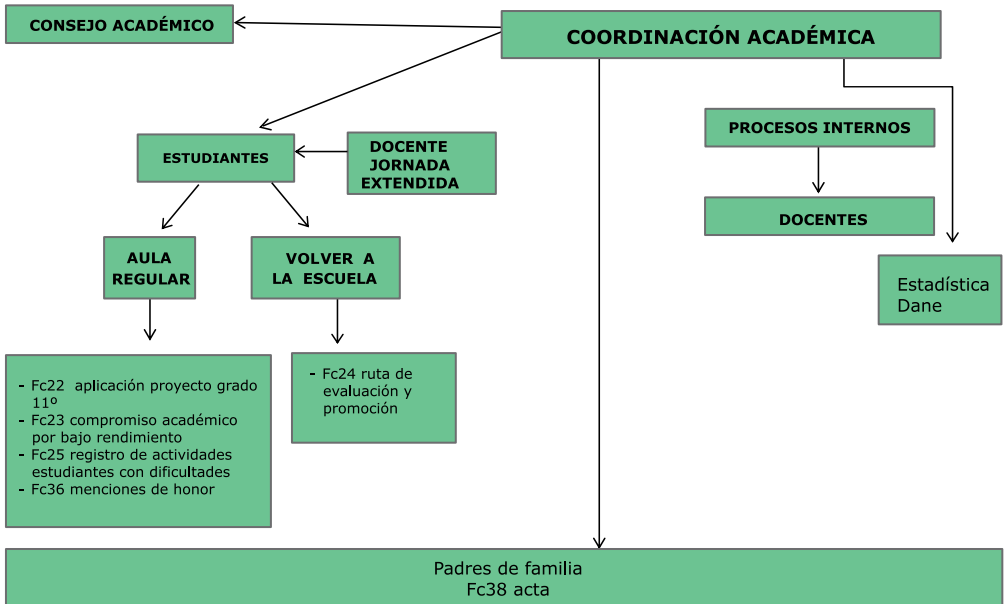 CONSEJO ACADÉMICO
COORDINACIÓN ACADÉMICA
PROCESOS INTERNOS
ESTUDIANTES
DOCENTE
JORNADA
EXTENDIDA
DOCENTES
AULA
REGULAR
VOLVER A
LA ESCUELA
Estadística
Dane
- Fc22 aplicación proyecto grado
11º
- Fc23 compromiso académico
por bajo rendimiento
- Fc25 registro de actividades
estudiantes con dificultades
- Fc36 menciones de honor
- Fc24 ruta de
evaluación y
promoción
Padres de familia
Fc38 acta